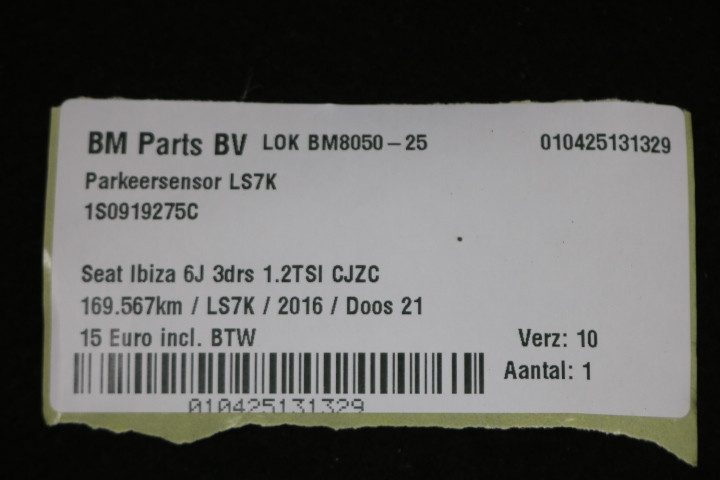 BM Parts BV LOK BM8050-25 010425131329
Parkeersensor LS7K
1S0919275C
Seat Ibiza 6J 3drs 1.2TSI CJZC
169.567km / LS7K / 2016 / Doos 21
15 Euro incl. BTW Verz: 10
Aantal: 1
010425131329